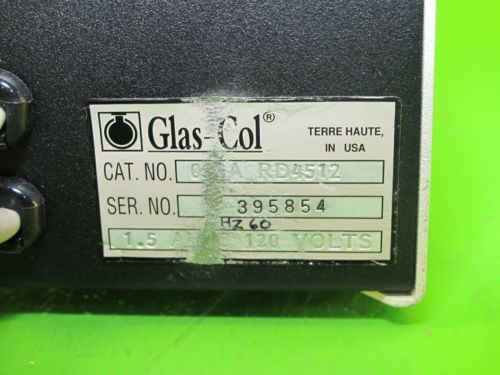 Glas-Col®
TERRE HAUTE,
IN USA
CAT. NO. RD4512
SER. NO. 395854
HZ 60
1.5 120 VOLTS